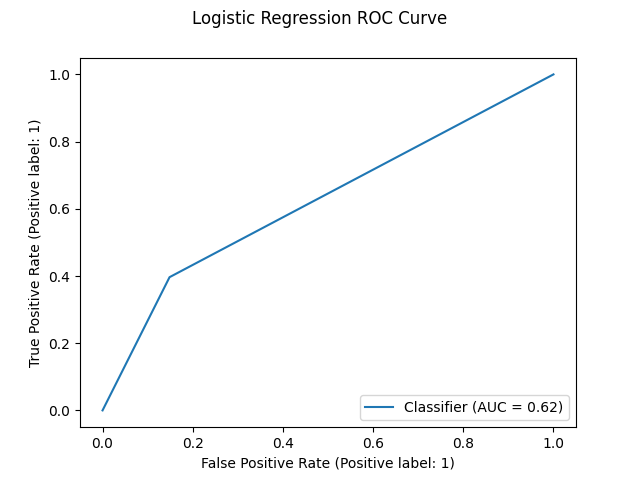 Logistic Regression ROC Curve
1.0
0.8
0.6
0.4
0.2
0.0
True Positive Rate (Positive label: 1)
Classifier (AUC = 0.62)
0.0 0.2 0.4 0.6 0.8 1.0
False Positive Rate (Positive label: 1)